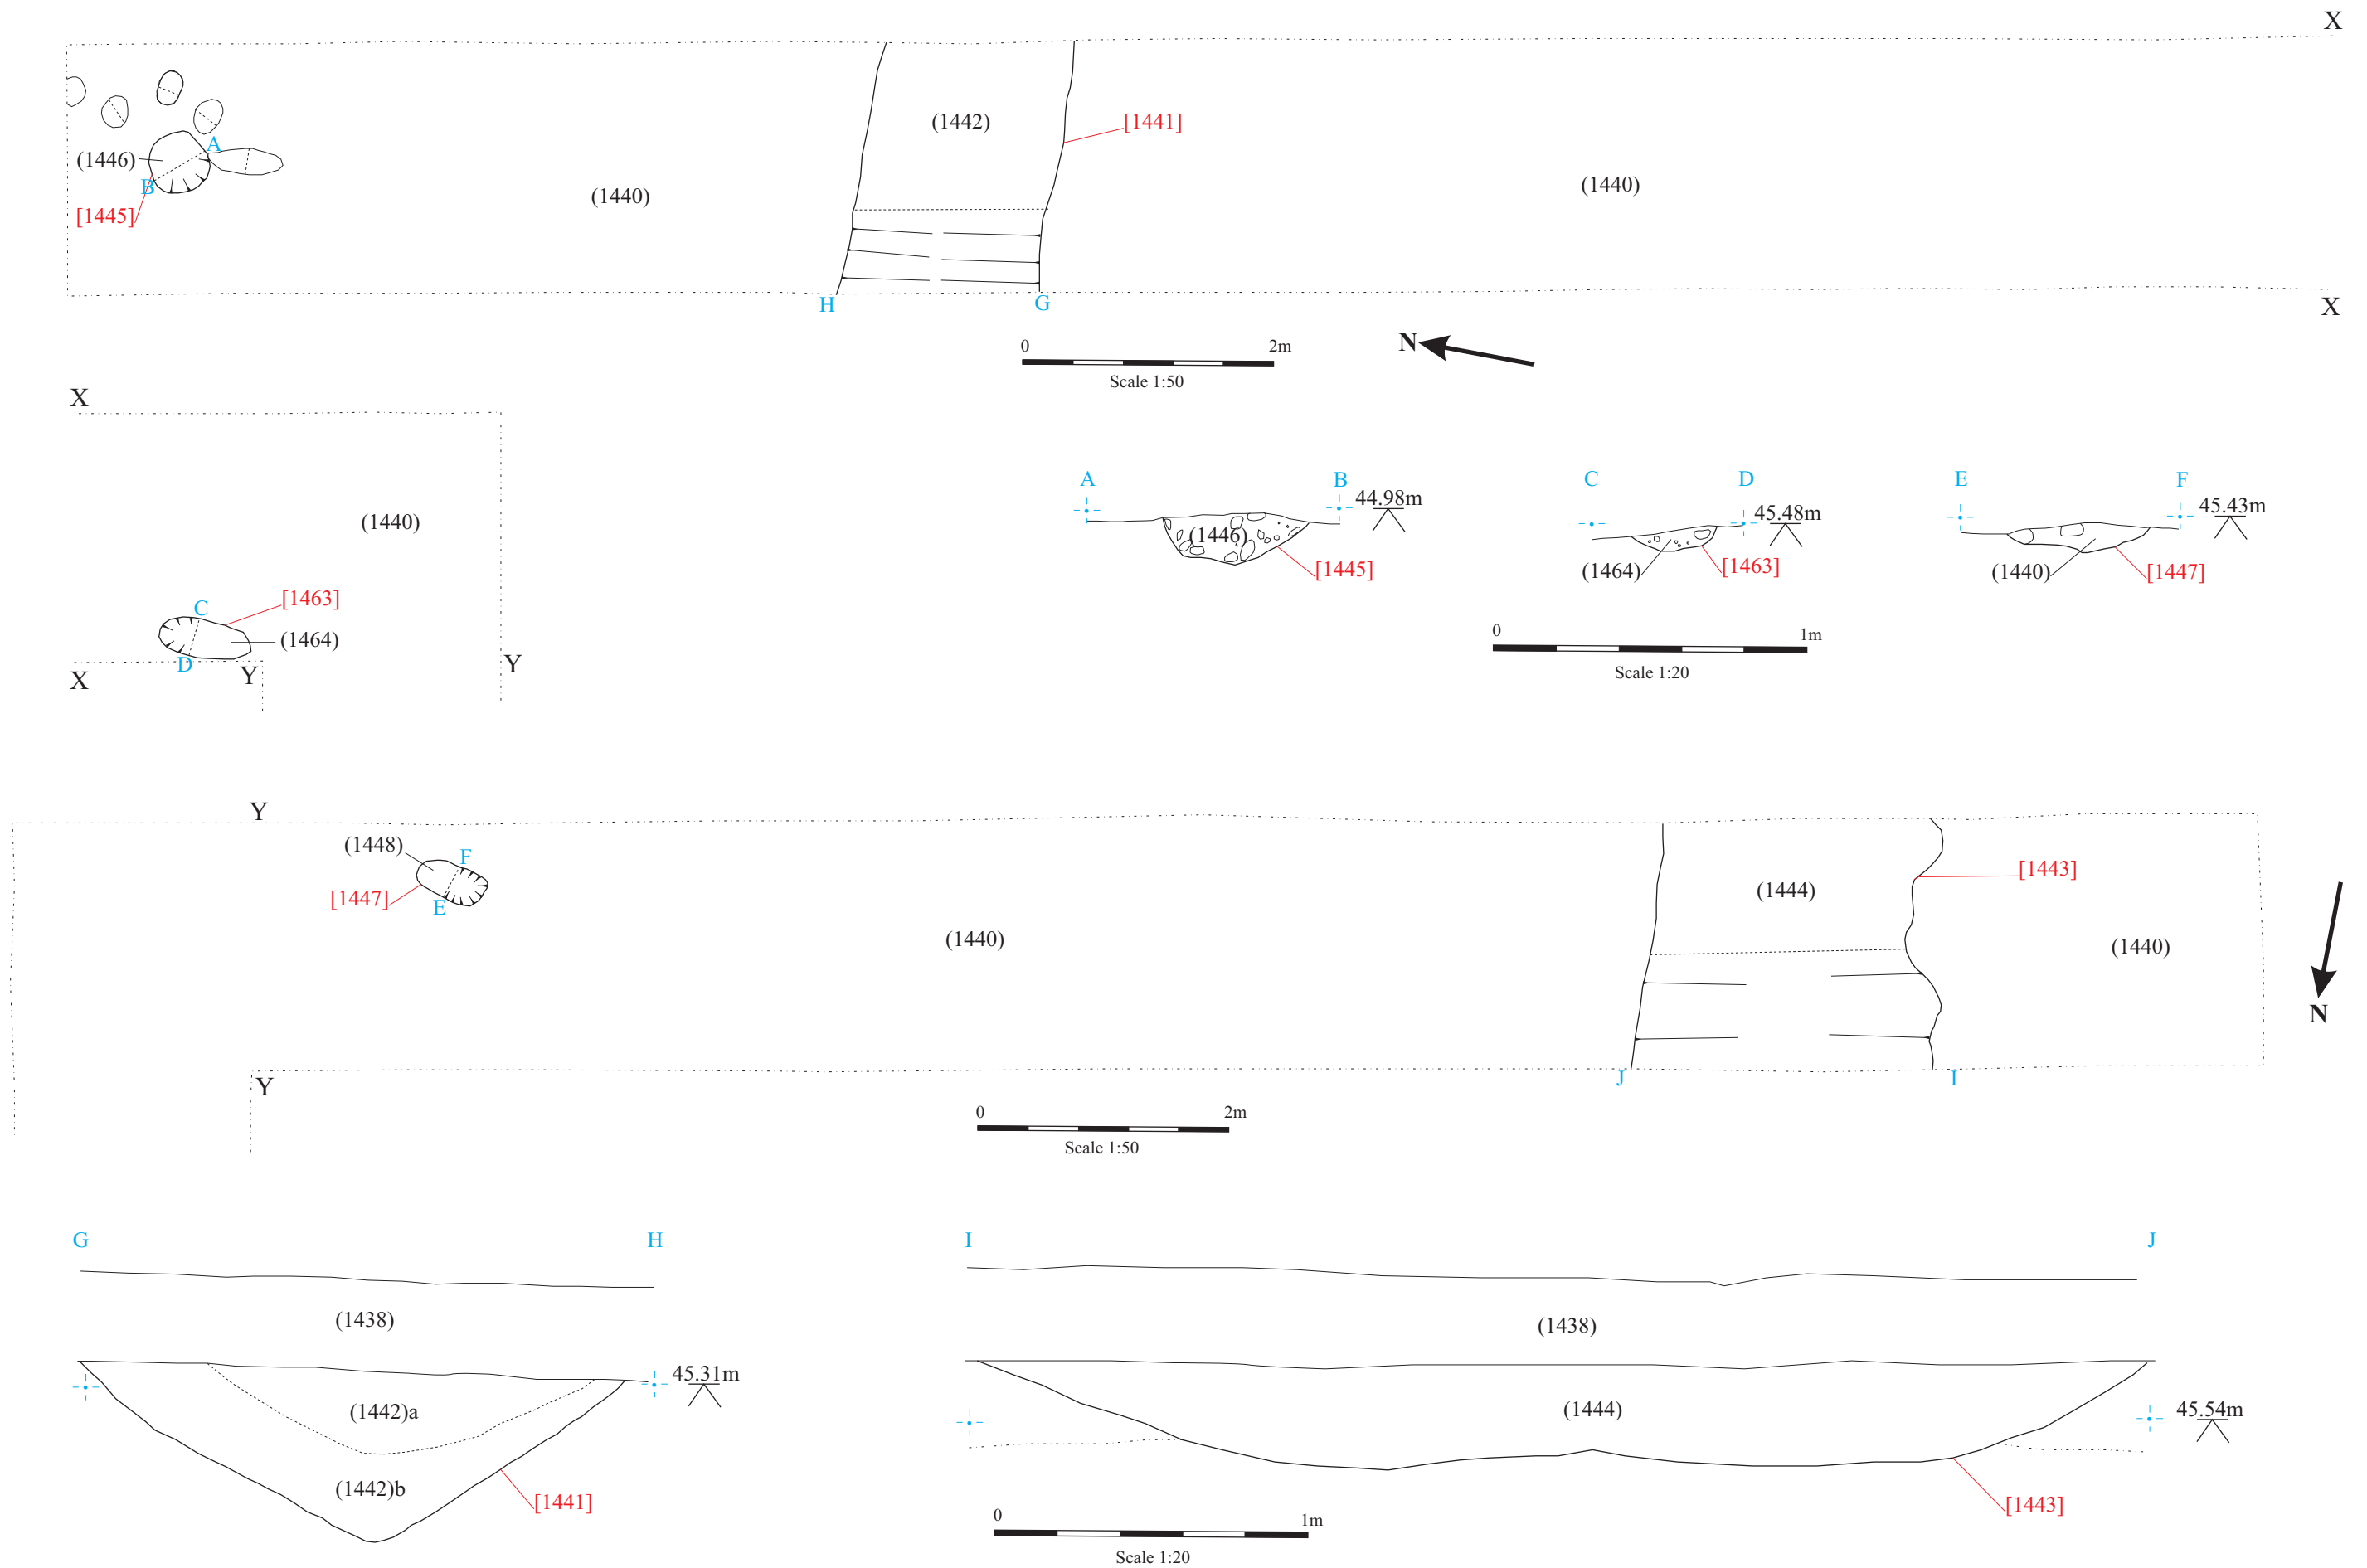 X
(1442)
[1441]
A
(1446)
B
[1445]
(1440)
(1440)
H
G
X
0 2m
Scale 1:50
N
X
(1440)
[1463]
C
(1464)
D
X
Y
Y
A
B
44.98m
(1446)
[1445]
C
D
45.48m
(1464)
[1463]
E
F
45.43m
(1440)
[1447]
0 1m
Scale 1:20
Y
(1448)
F
[1447]
E
(1440)
(1444)
[1443]
(1440)
N
J
I
Y
0 2m
Scale 1:50
G
H
(1438)
45.31m
(1442)a
(1442)b
[1441]
I
J
(1438)
(1444)
45.54m
[1443]
0 1m
Scale 1:20